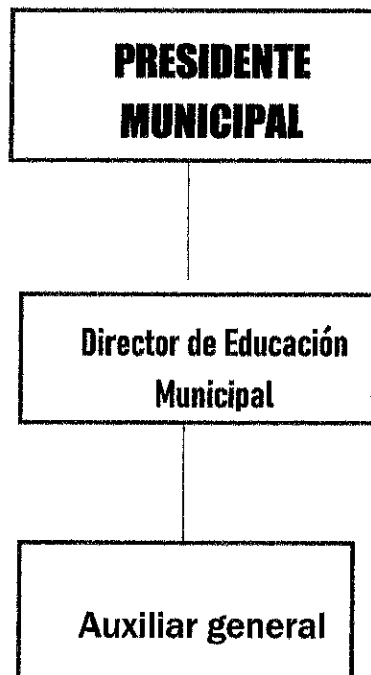 PRESIDENTE
MUNICIPAL
Director de Educación
Municipal
Auxiliar general